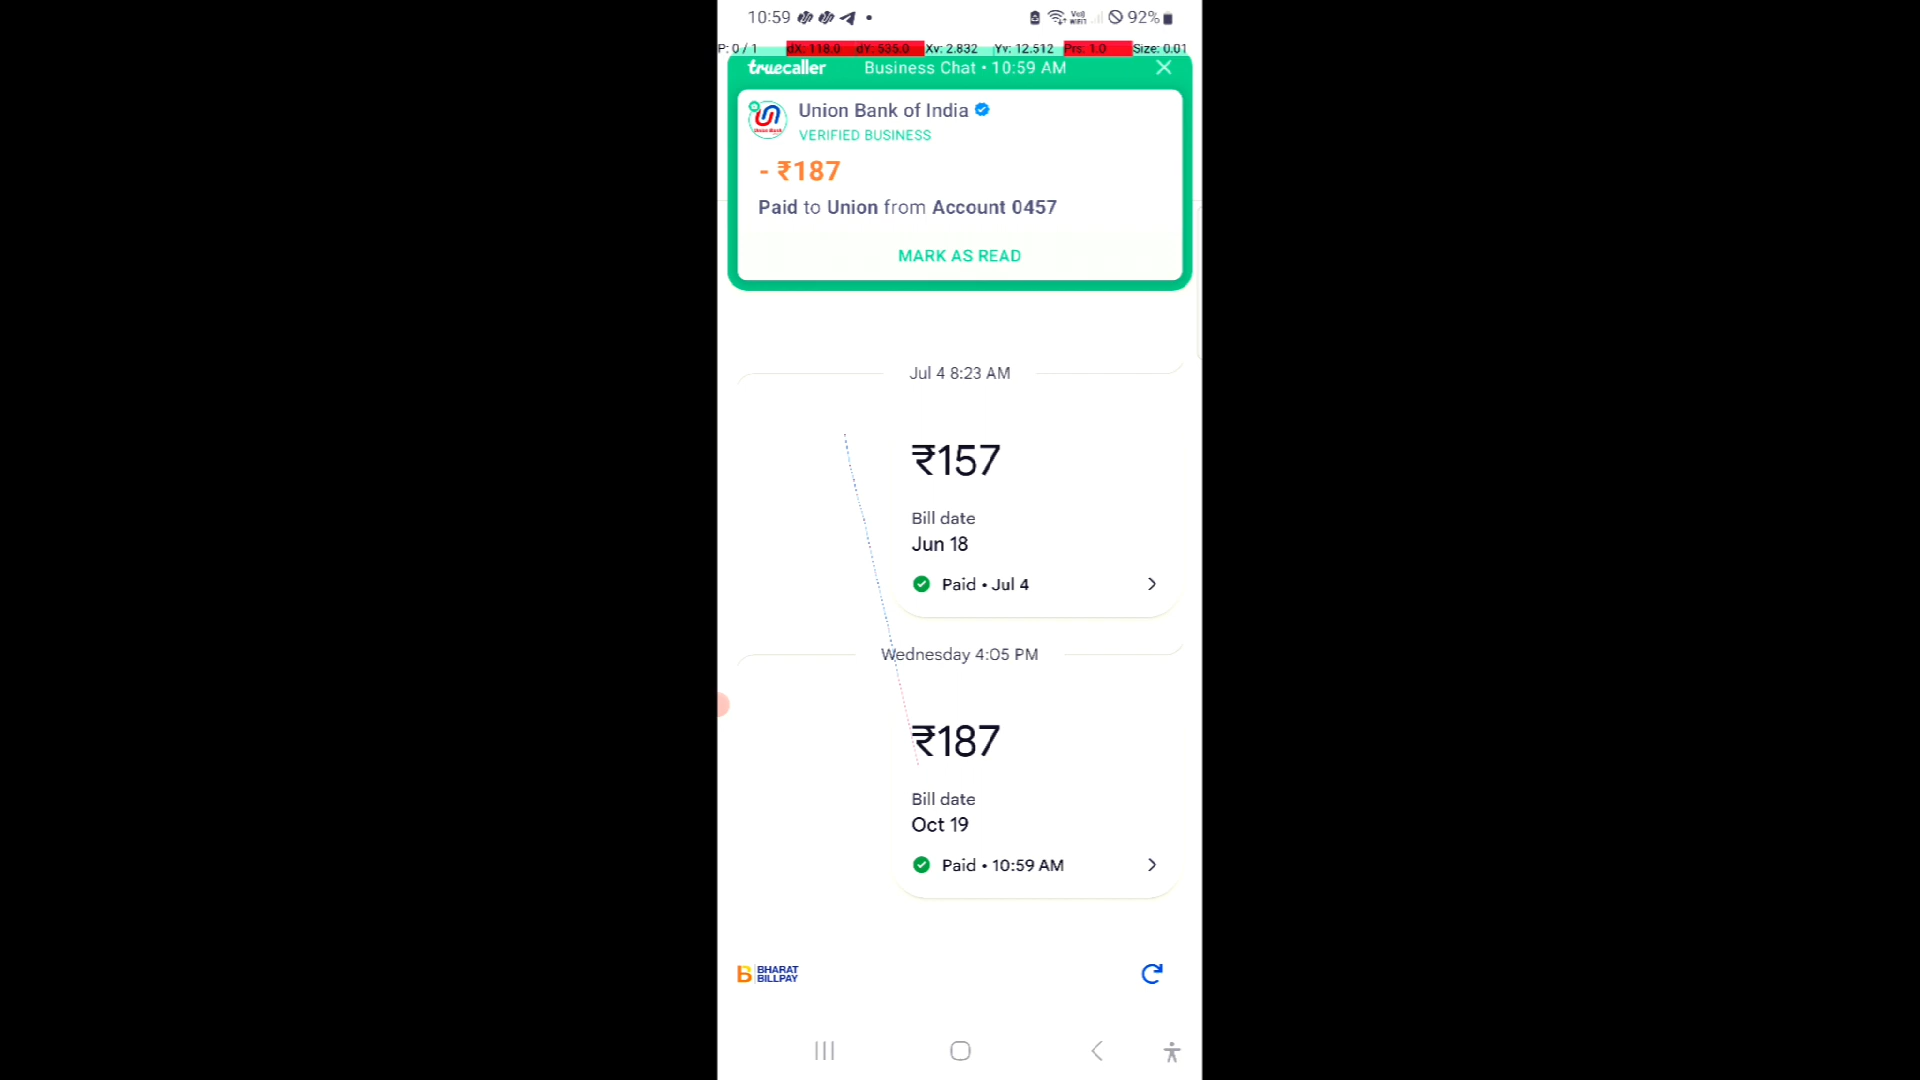 10:59 92%
P: 0 / 1 dX: 118.0 dY: 535.0 Xv: 2.832 Yv: 12.512 Prs: 1.0 Size: 0.01
truecaller Business Chat • 10:59 AM
Union Bank of India
VERIFIED BUSINESS
- ₹187
Paid to Union from Account 0457
MARK AS READ
Jul 4 8:23 AM
₹157
Bill date
Jun 18
Paid • Jul 4
Wednesday 4:05 PM
₹187
Bill date
Oct 19
Paid • 10:59 AM
BHARAT
BILLPAY